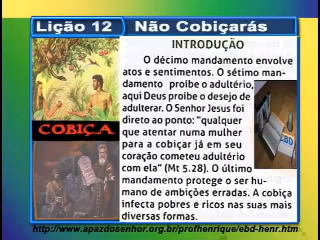 Lição 12 Não Cobiçarás
INTRODUÇÃO
O décimo mandamento envolve
atos e sentimentos. O sétimo man-
damento proíbe o adultério,
aqui Deus proíbe o desejo de
adulterar. O Senhor Jesus foi
direto ao ponto: "qualquer
que atentar numa mulher
para a cobiçar já em seu
coração cometeu adultério
com ela" (Mt 5.28). O último
mandamento protege o ser hu-
mano de ambições erradas. A cobiça
infecta pobres e ricos nas suas mais
diversas formas.
COBIÇA
EBD
http://www.apazdosenhor.org.br/profhenrique/ebd-henr.htm